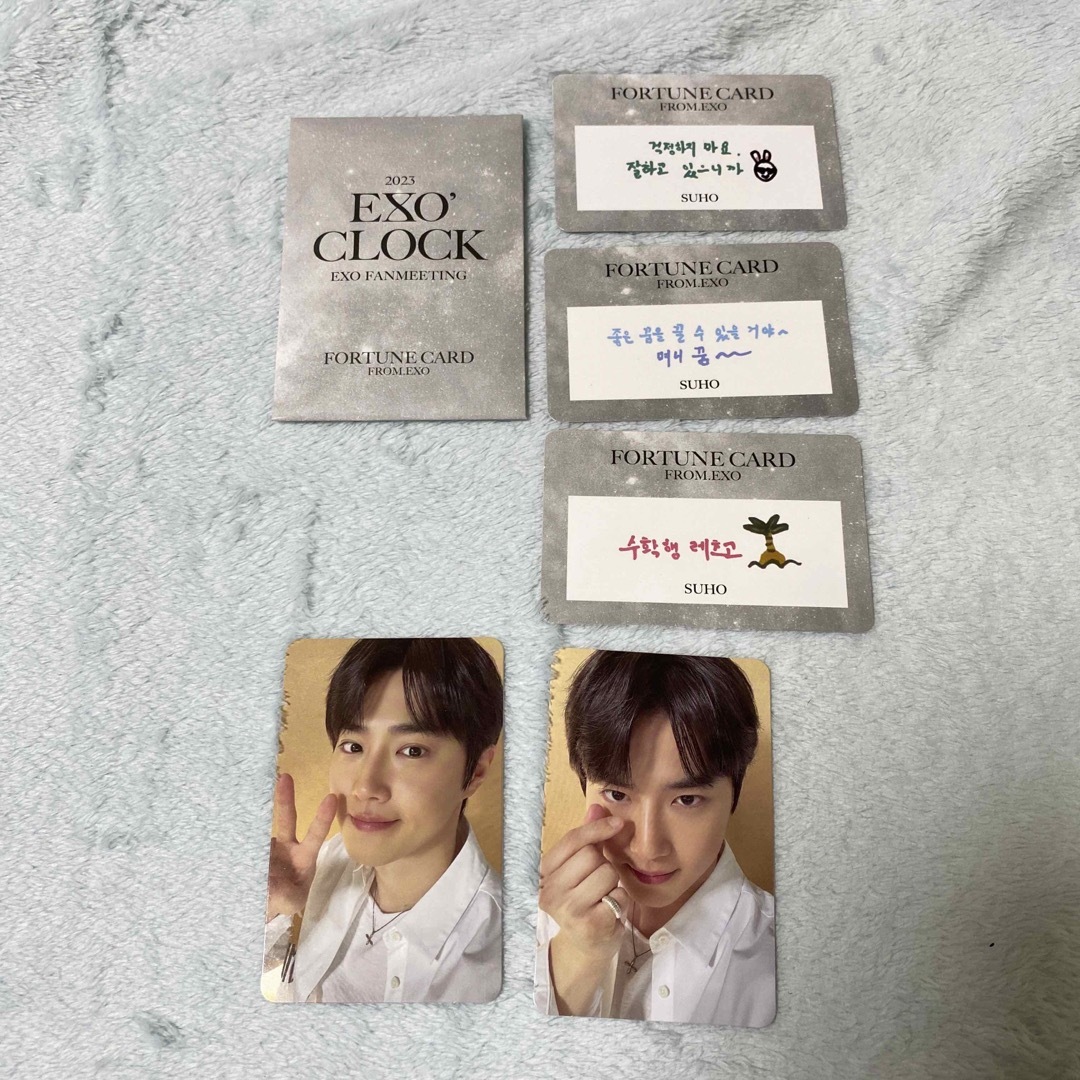 2023
EXO'
CLOCK
EXO FANMEETING
FORTUNE CARD
FROM.EXO
FORTUNE CARD
FROM.EXO
걱정하지 마요.
잘하고 있으니까
SUHO
FORTUNE CARD
FROM.EXO
좋은 꿈을 꿀 수 있을 거야~
머니 꿈~~
SUHO
FORTUNE CARD
FROM.EXO
수학행 레츠고
SUHO